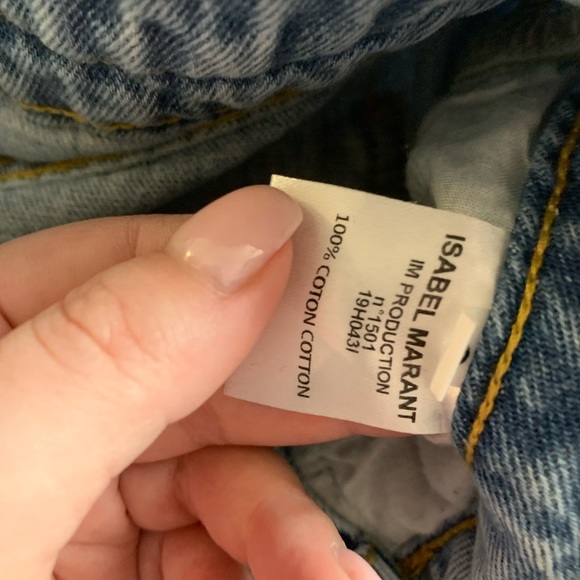 ISABEL MARANT
IM PRODUCTION
n°1501
19H043I
100% COTON COTTON